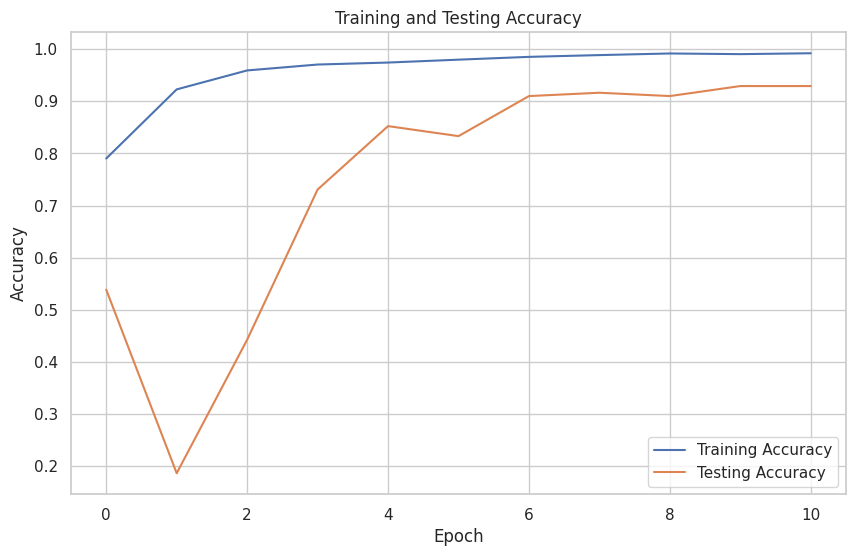 Training and Testing Accuracy
1.0
0.9
0.8
0.7
0.6
0.5
0.4
0.3
0.2
Accuracy
Training Accuracy
Testing Accuracy
0 2 4 6 8 10
Epoch